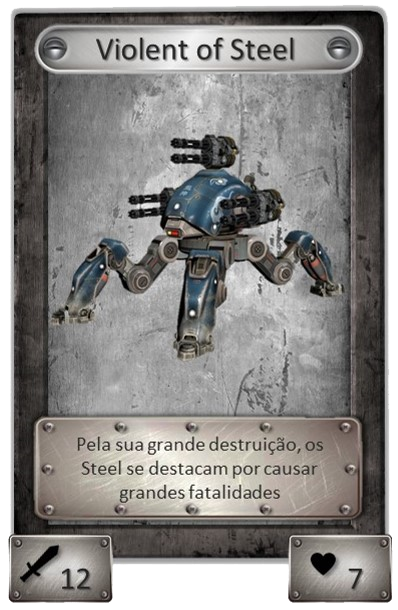 Violent of Steel
Pela sua grande destruição, os
Steel se destacam por causar
grandes fatalidades
12
7